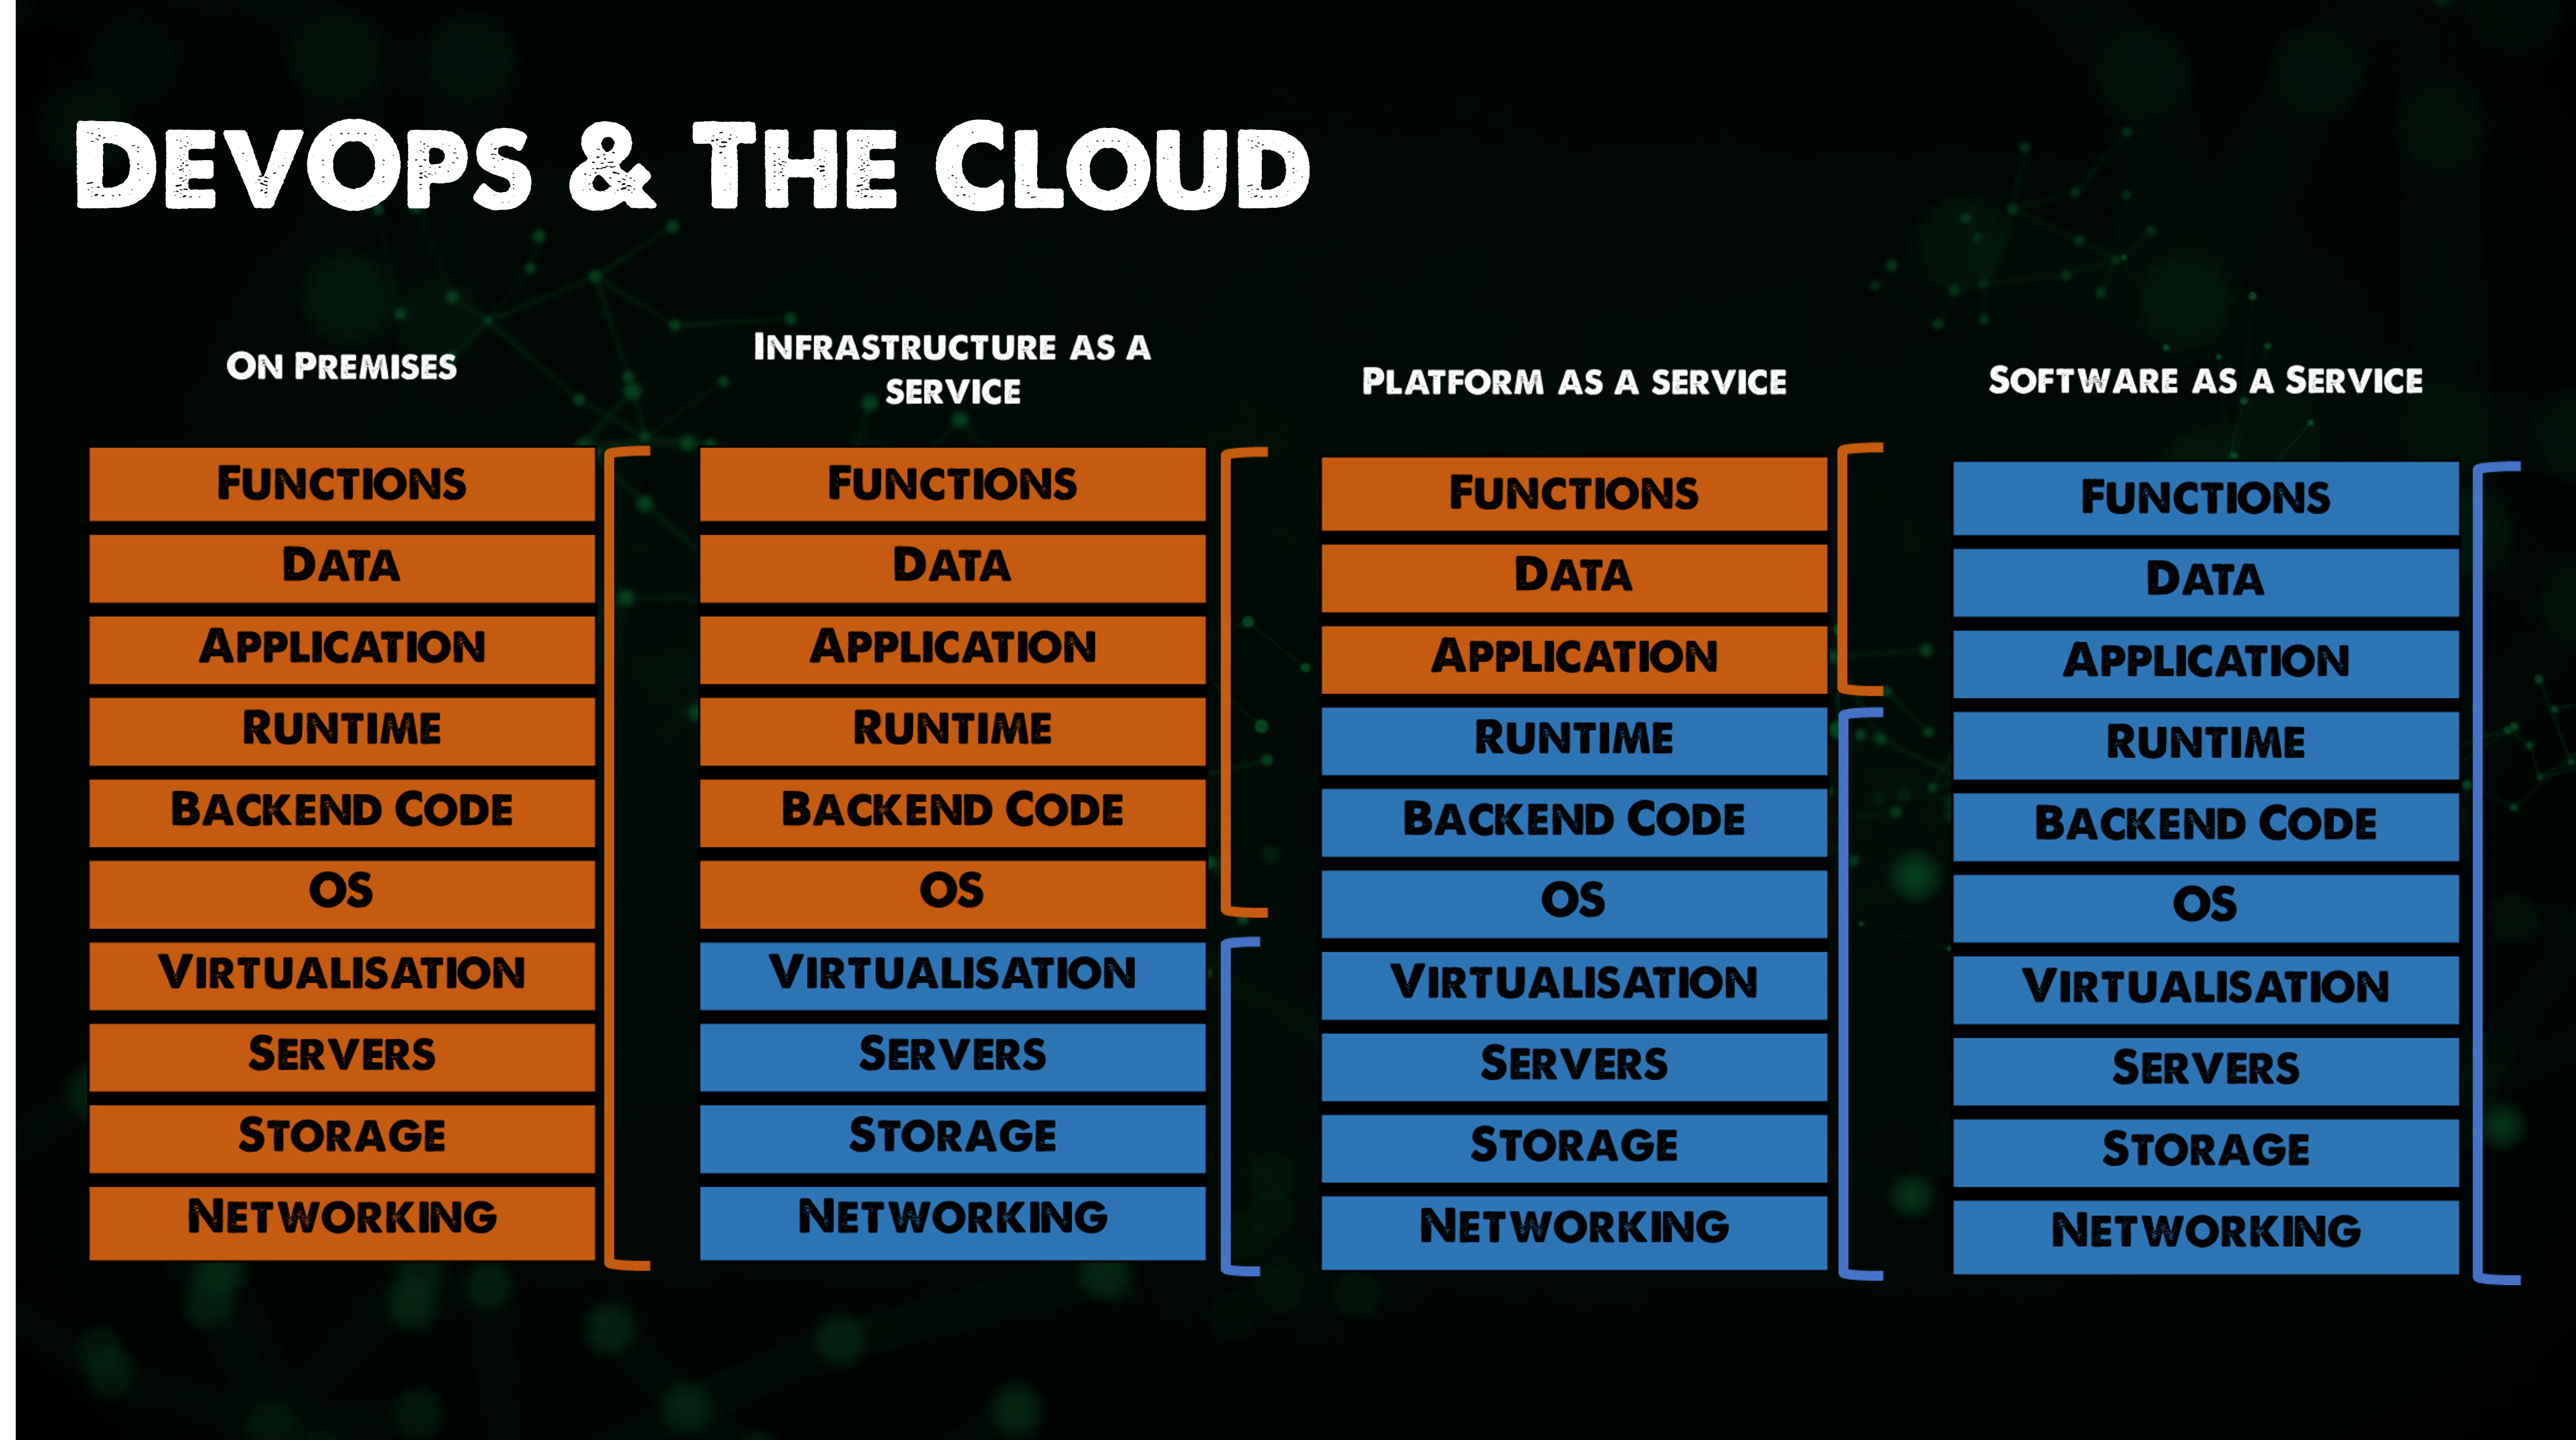 DevOps & The Cloud
On Premises
Functions
Data
Application
Runtime
Backend Code
OS
Virtualisation
Servers
Storage
Networking
Infrastructure as a
service
Functions
Data
Application
Runtime
Backend Code
OS
Virtualisation
Servers
Storage
Networking
Platform as a service
Functions
Data
Application
Runtime
Backend Code
OS
Virtualisation
Servers
Storage
Networking
Software as a Service
Functions
Data
Application
Runtime
Backend Code
OS
Virtualisation
Servers
Storage
Networking